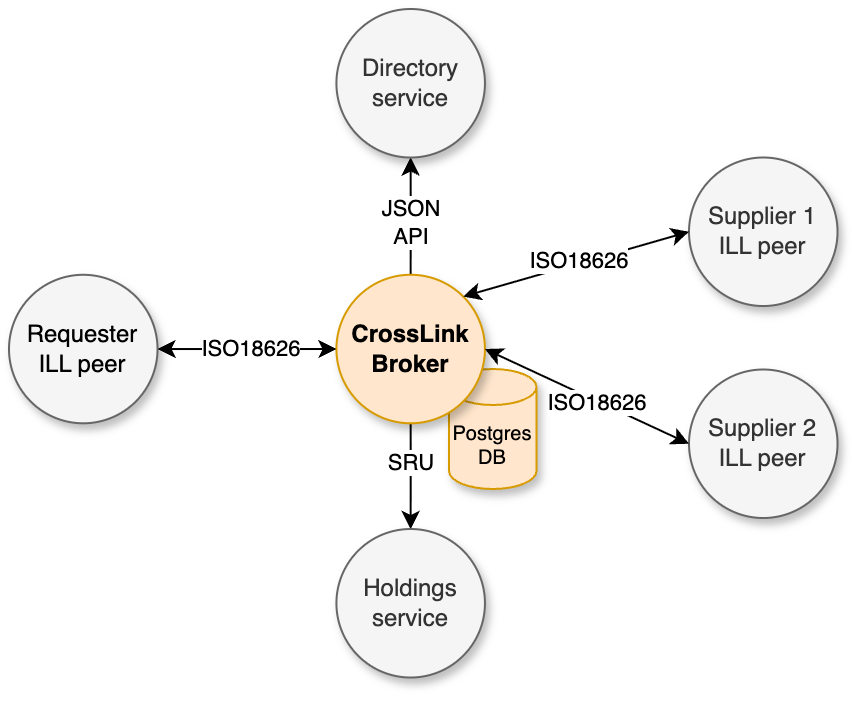 Directory
service
JSON
API
Supplier 1
ILL peer
ISO18626
Requester
ILL peer
ISO18626
CrossLink
Broker
ISO18626
Postgres
DB
Supplier 2
ILL peer
SRU
Holdings
service